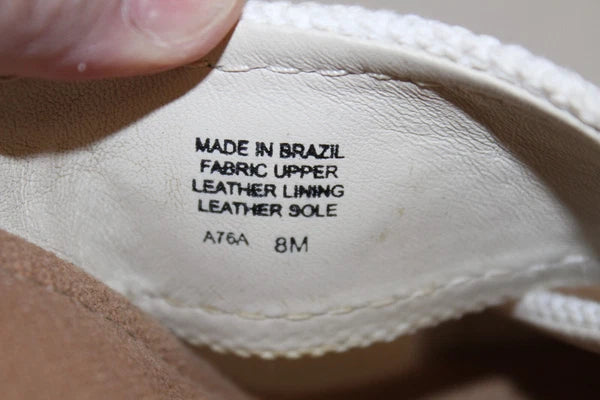 MADE IN BRAZIL
FABRIC UPPER
LEATHER LINING
LEATHER SOLE
A76A 8M